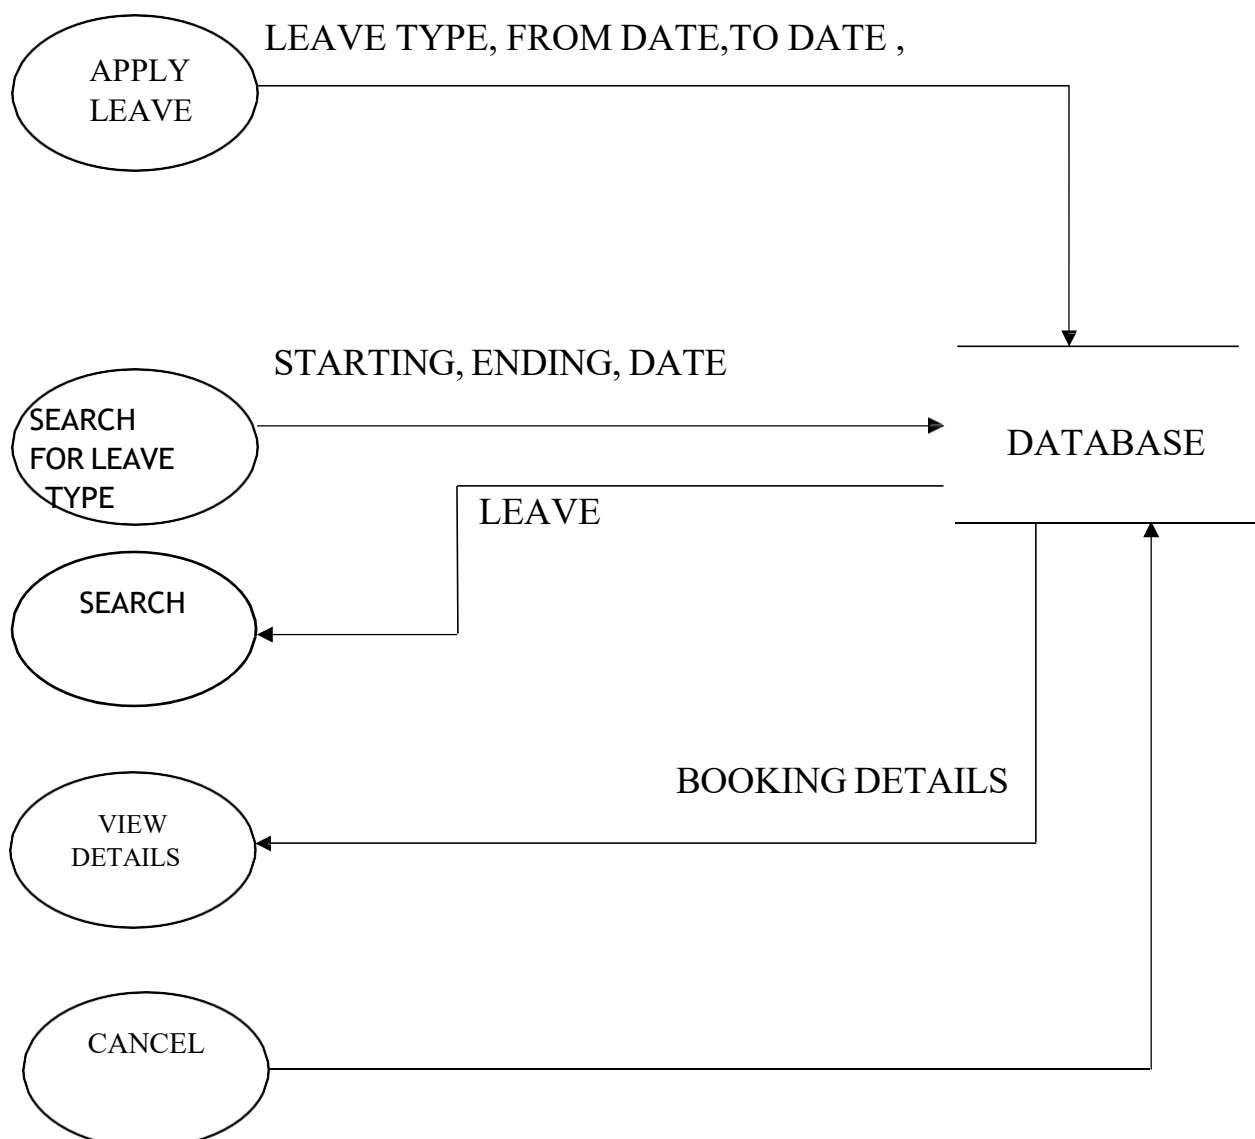 LEAVE TYPE, FROM DATE,TO DATE ,
APPLY
LEAVE
STARTING, ENDING, DATE
SEARCH
FOR LEAVE
TYPE
DATABASE
LEAVE
SEARCH
BOOKING DETAILS
VIEW
DETAILS
CANCEL